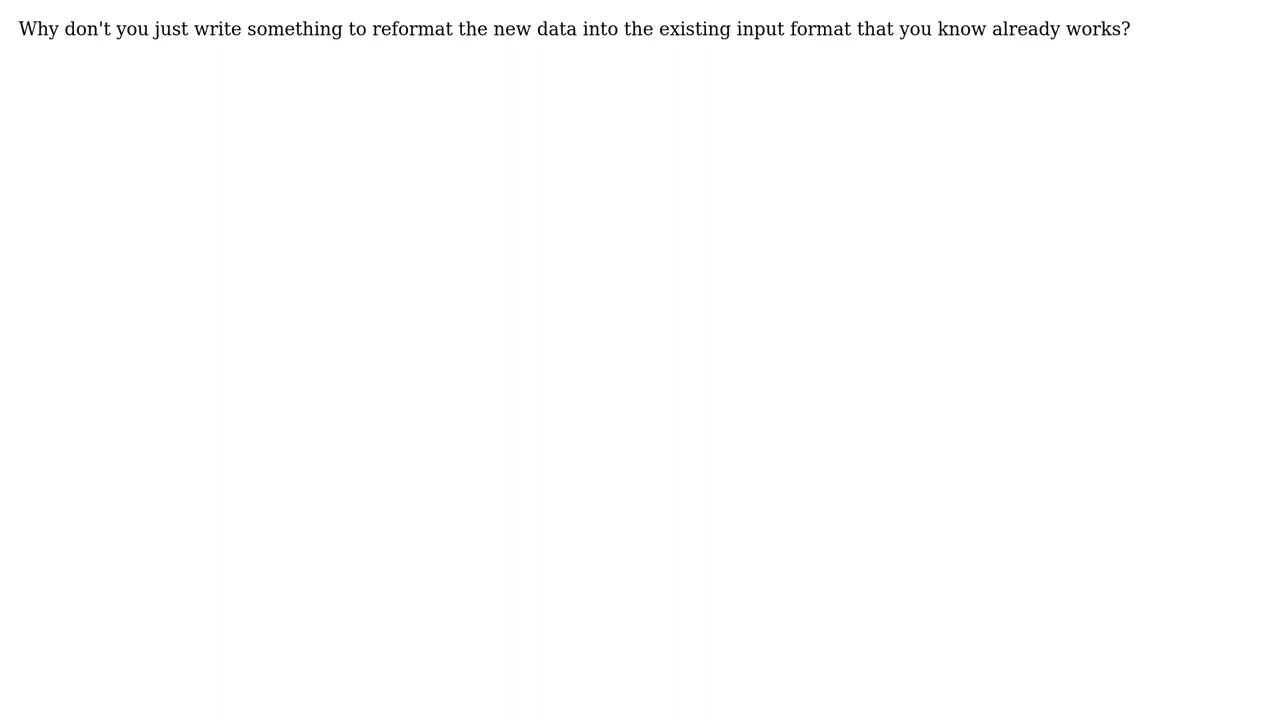 Why don't you just write something to reformat the new data into the existing input format that you know already works?